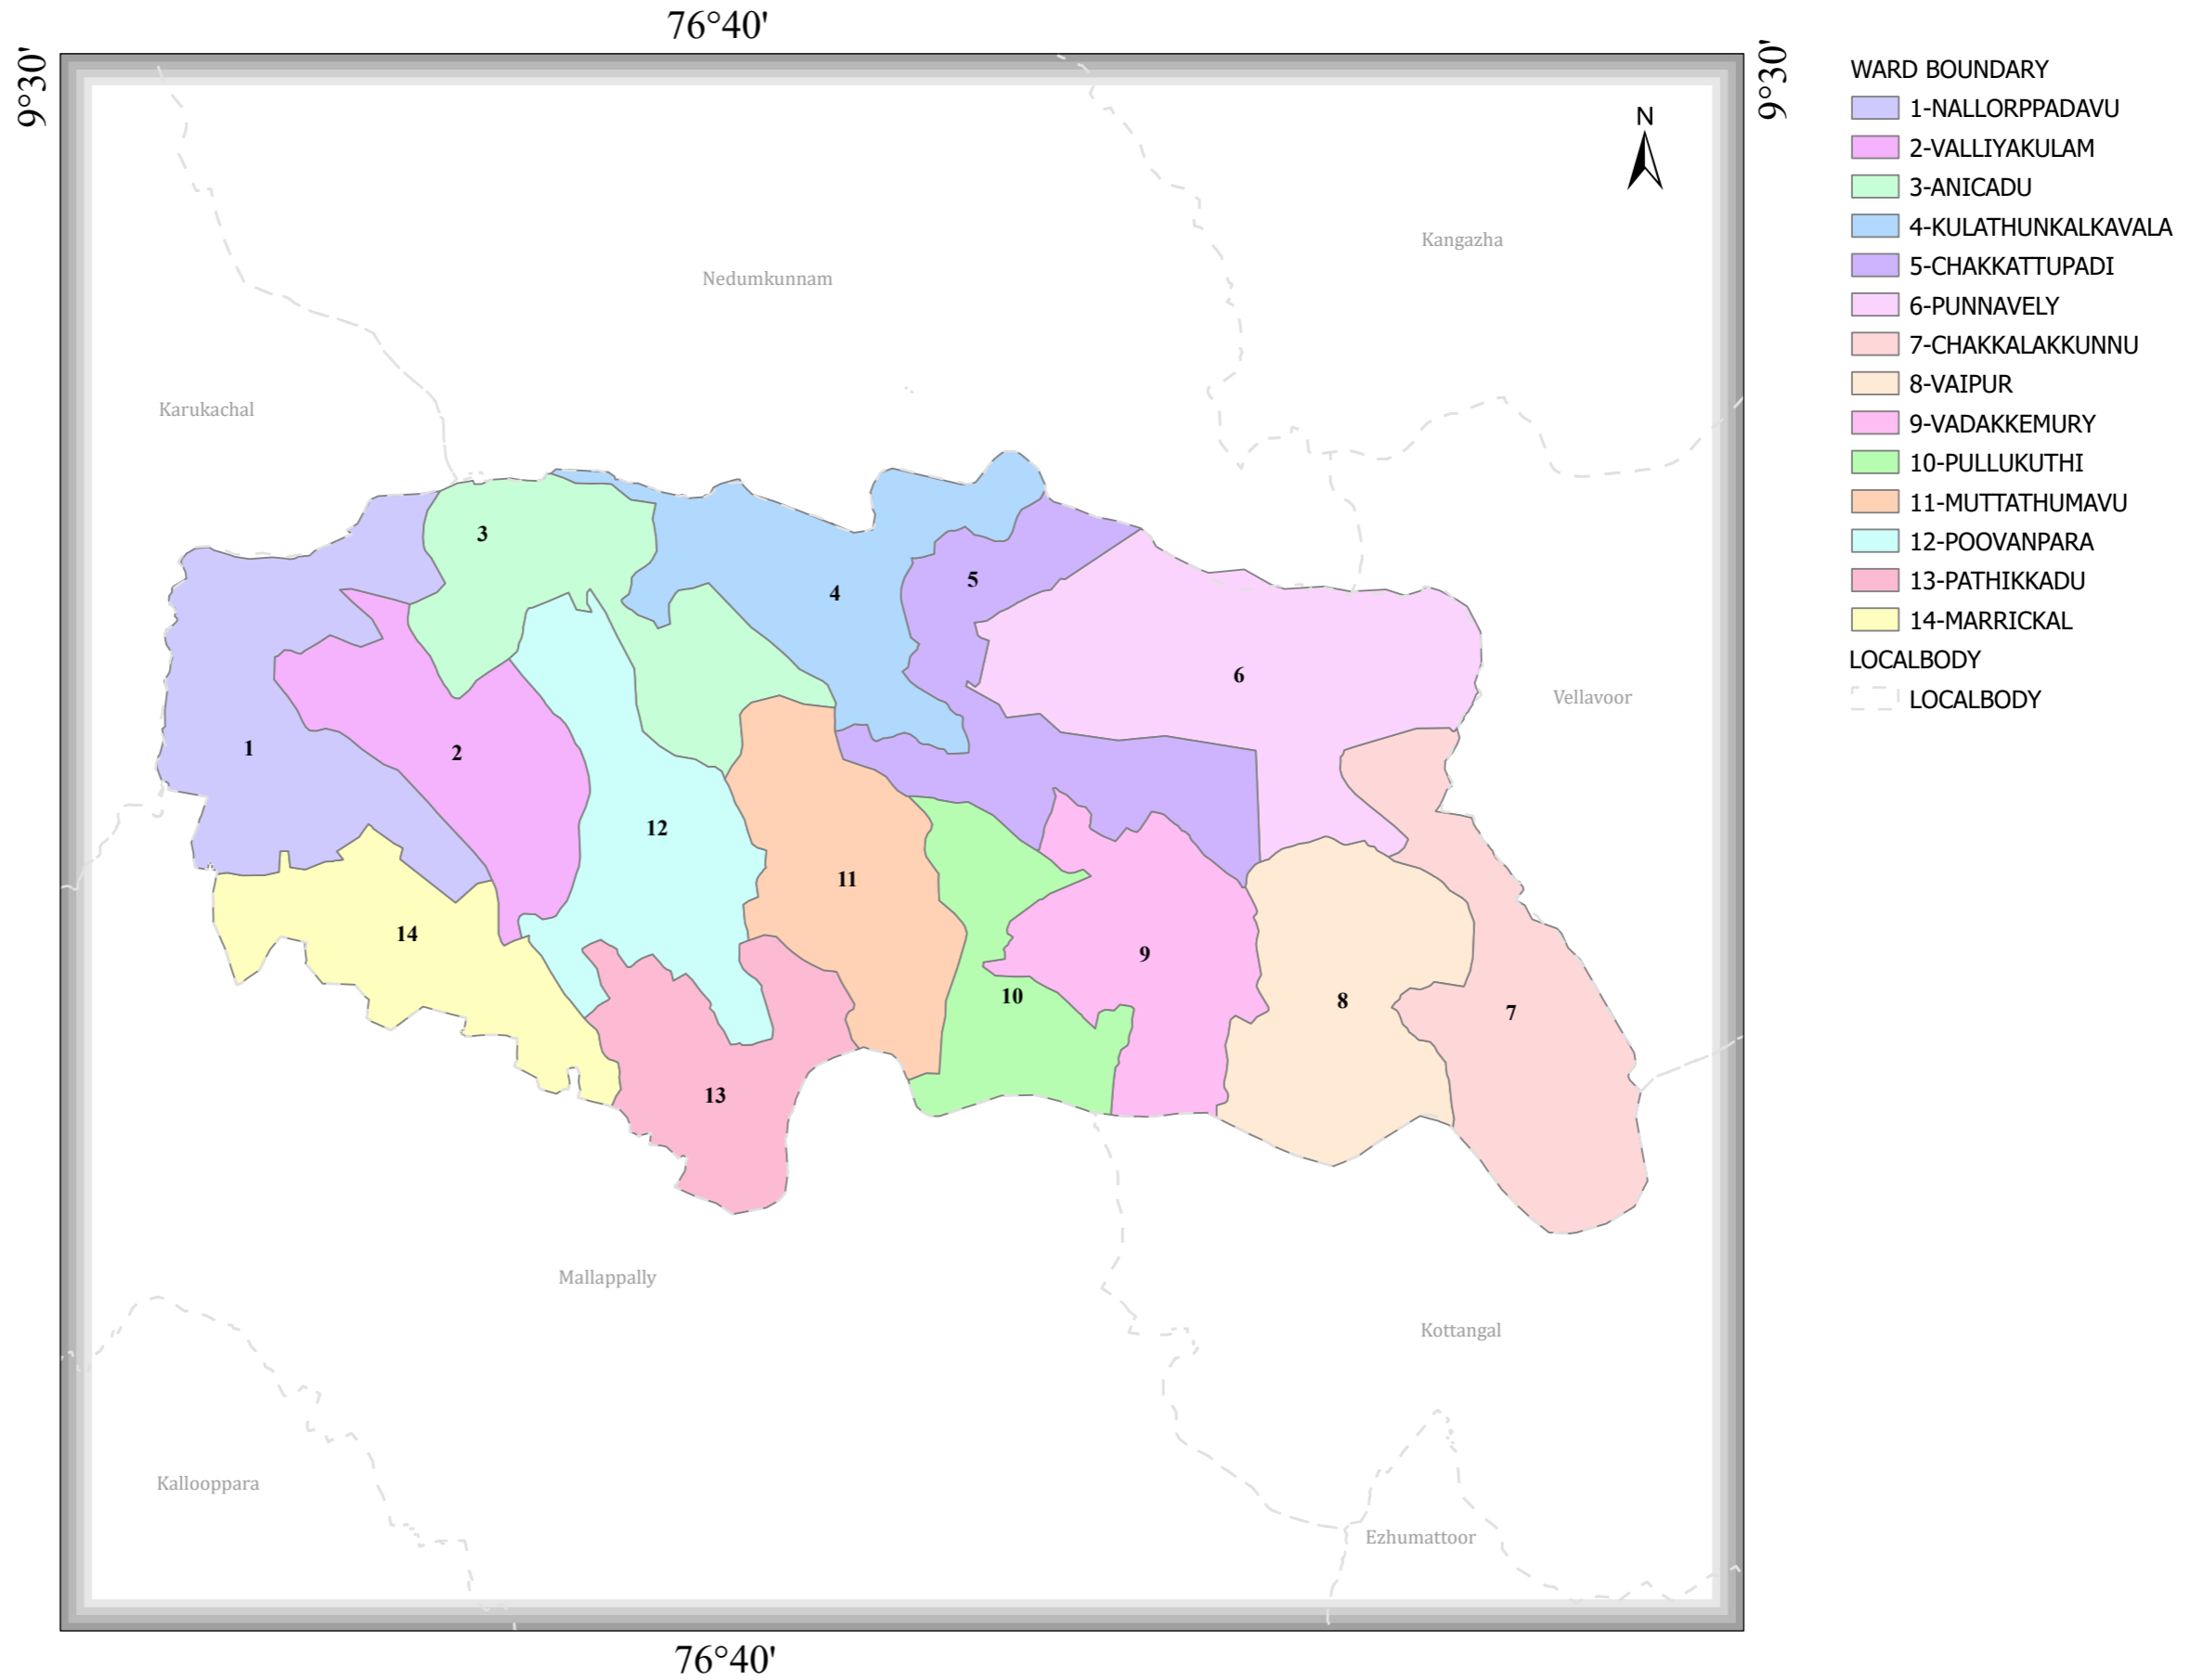 76°40'
9°30'
9°30'
N
Kangazha
Nedumkunnam
Karukachal
3
5
4
6
Vellavoor
1
2
12
11
14
9
10
8
7
13
Mallappally
Kottangal
Kallooppara
Ezhumattoor
76°40'
WARD BOUNDARY
1-NALLORPPADAVU
2-VALLIYAKULAM
3-ANICADU
4-KULATHUNKALKAVALA
5-CHAKKATTUPADI
6-PUNNAVELY
7-CHAKKALAKKUNNU
8-VAIPUR
9-VADAKKEMURY
10-PULLUKUTHI
11-MUTTATHUMAVU
12-POOVANPARA
13-PATHIKKADU
14-MARRICKAL
LOCALBODY
LOCALBODY